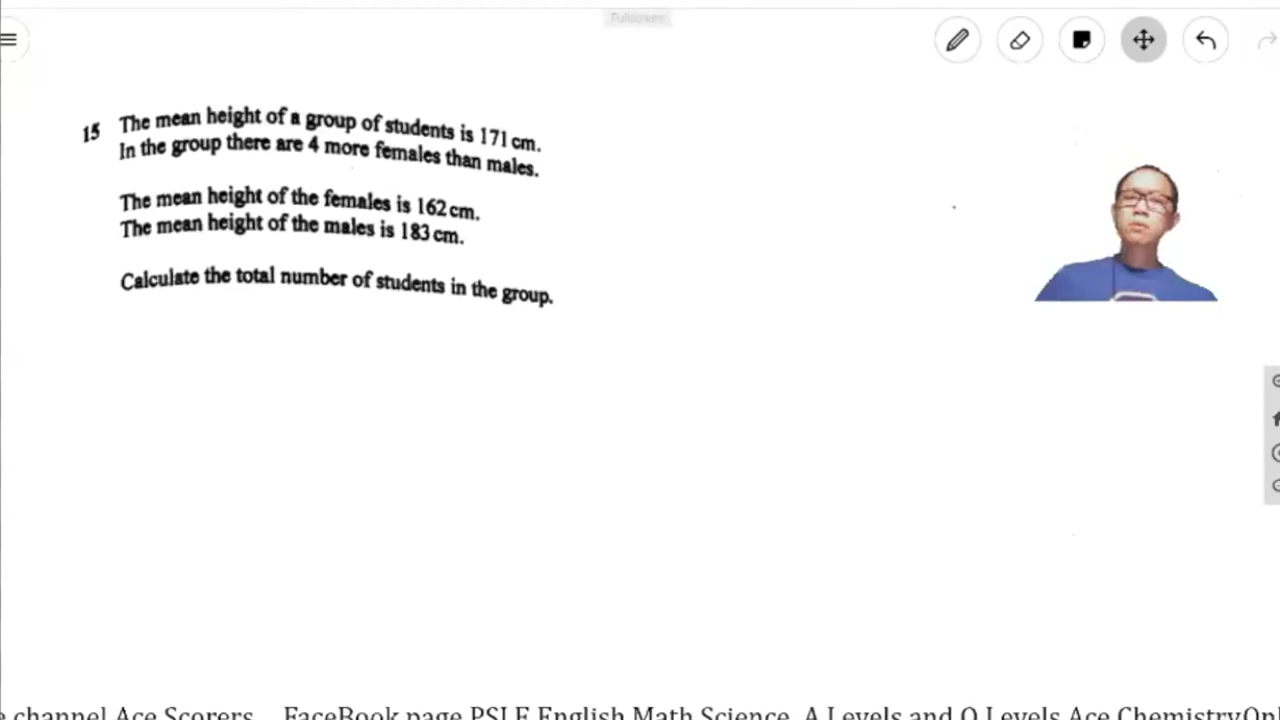 Fullscreen
15 The mean height of a group of students is 171 cm.
In the group there are 4 more females than males.
The mean height of the females is 162 cm.
The mean height of the males is 183 cm.
Calculate the total number of students in the group.
channel Ace Scorers FaceBook page PSLE English Math Science A Levels and O Levels Ace Chemistry